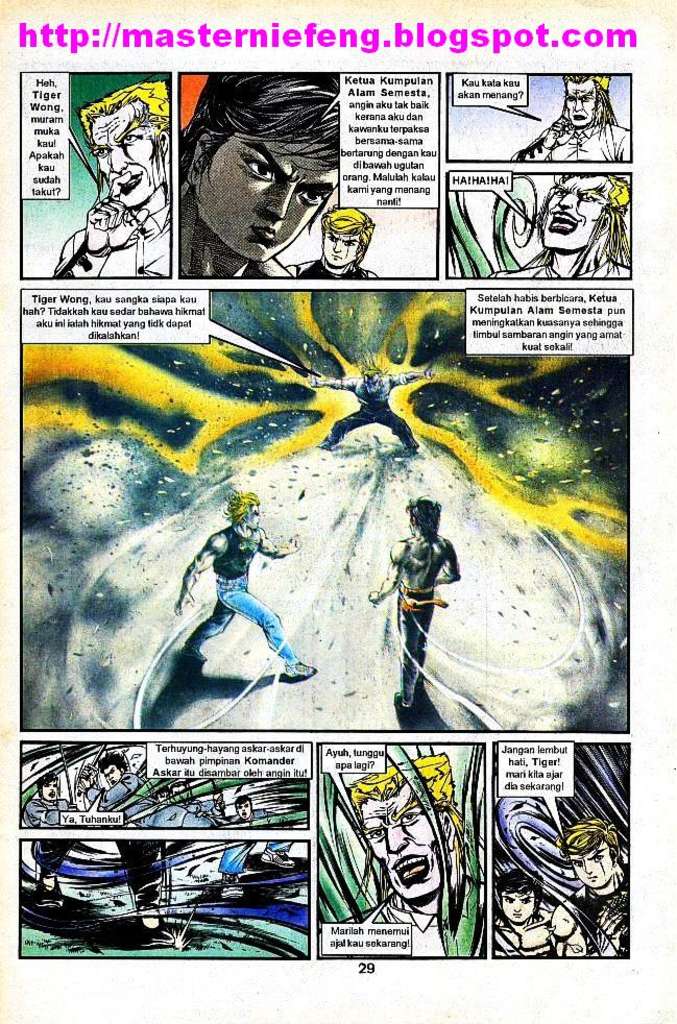 http://masterniefeng.blogspot.com
Heh,
Tiger
Wong,
muram
muka
kau!
Apakah
kau
sudah
takut?
Ketua Kumpulan
Alam Semesta,
angin aku tak baik
kerana aku dan
kawanku terpaksa
bersama-sama
bertarung dengan kau
di bawah ugutan
orang. Malulah kalau
kami yang menang
nanti!
Kau kata kau
akan menang?
HA!HA!HA!
Tiger Wong, kau sangka siapa kau
hah? Tidakkah kau sedar bahawa hikmat
aku ini ialah hikmat yang tidk dapat
dikalahkan!
Setelah habis berbicara, Ketua
Kumpulan Alam Semesta pun
meningkatkan kuasanya sehingga
timbul sambaran angin yang amat
kuat sekali!
Terhuyung-hayang askar-askar di
bawah pimpinan Komander
Askar itu disambar oleh angin itu!
Ya, Tuhanku!
Ayuh, tunggu
apa lagi?
Marilah menemui
ajal kau sekarang!
Jangan lembut
hati, Tiger!
mari kita ajar
dia sekarang!
29